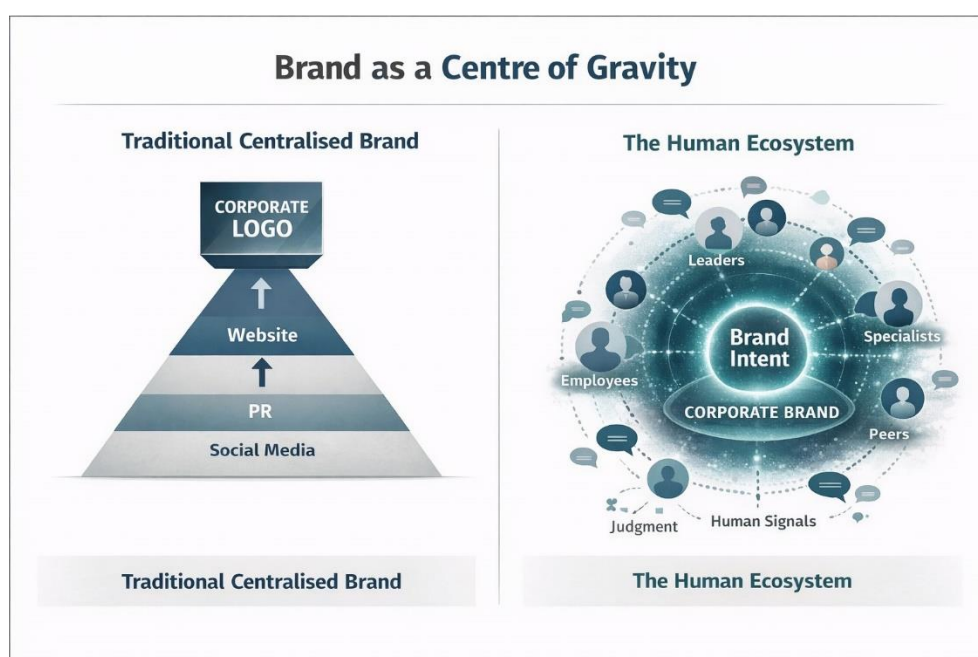 Brand as a Centre of Gravity
Traditional Centralised Brand
CORPORATE
LOGO
Website
PR
Social Media
Traditional Centralised Brand
The Human Ecosystem
Leaders
Specialists
Brand
Intent
Employees
CORPORATE BRAND
Peers
Judgment
Human Signals
The Human Ecosystem